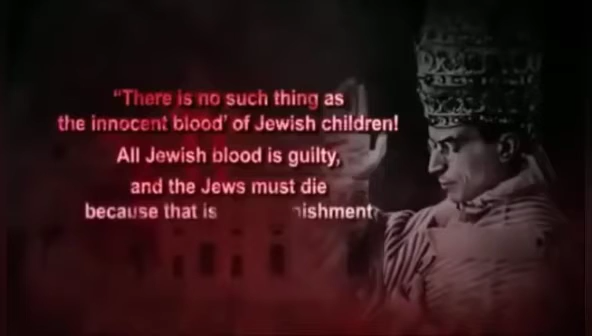 "There is no such thing as
the innocent blood' of Jewish children!
All Jewish blood is guilty,
and the Jews must die
because that is